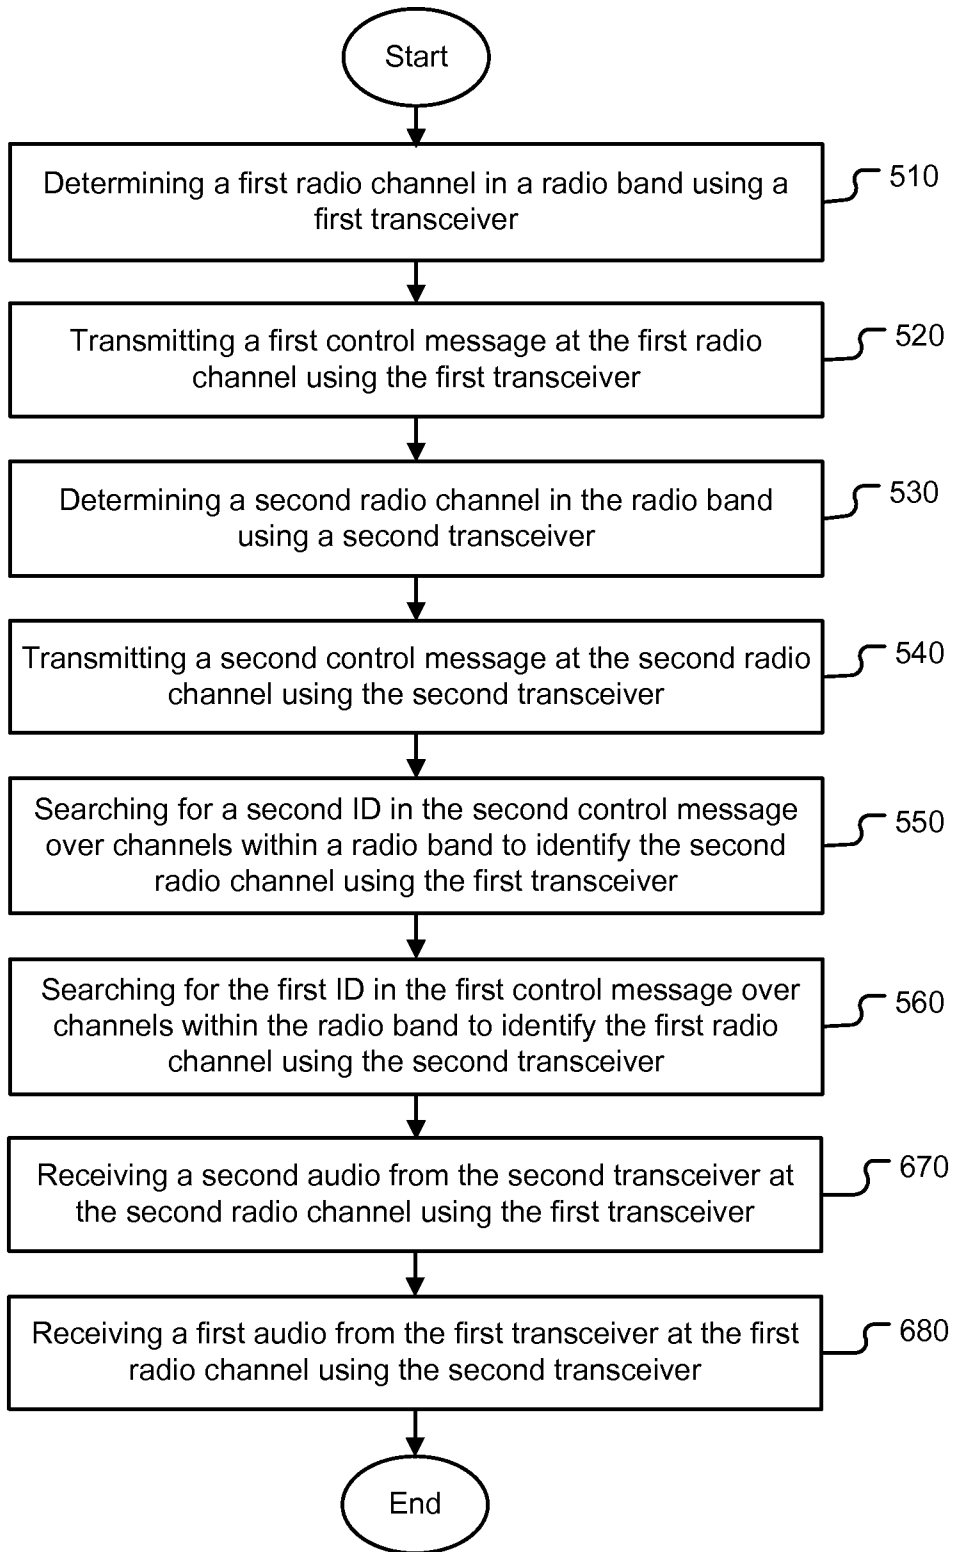 Start
Determining a first radio channel in a radio band using a
first transceiver
510
Transmitting a first control message at the first radio
channel using the first transceiver
520
Determining a second radio channel in the radio band
using a second transceiver
530
Transmitting a second control message at the second radio
channel using the second transceiver
540
Searching for a second ID in the second control message
over channels within a radio band to identify the second
radio channel using the first transceiver
550
Searching for the first ID in the first control message over
channels within the radio band to identify the first radio
channel using the second transceiver
560
Receiving a second audio from the second transceiver at
the second radio channel using the first transceiver
670
Receiving a first audio from the first transceiver at the first
radio channel using the second transceiver
680
End